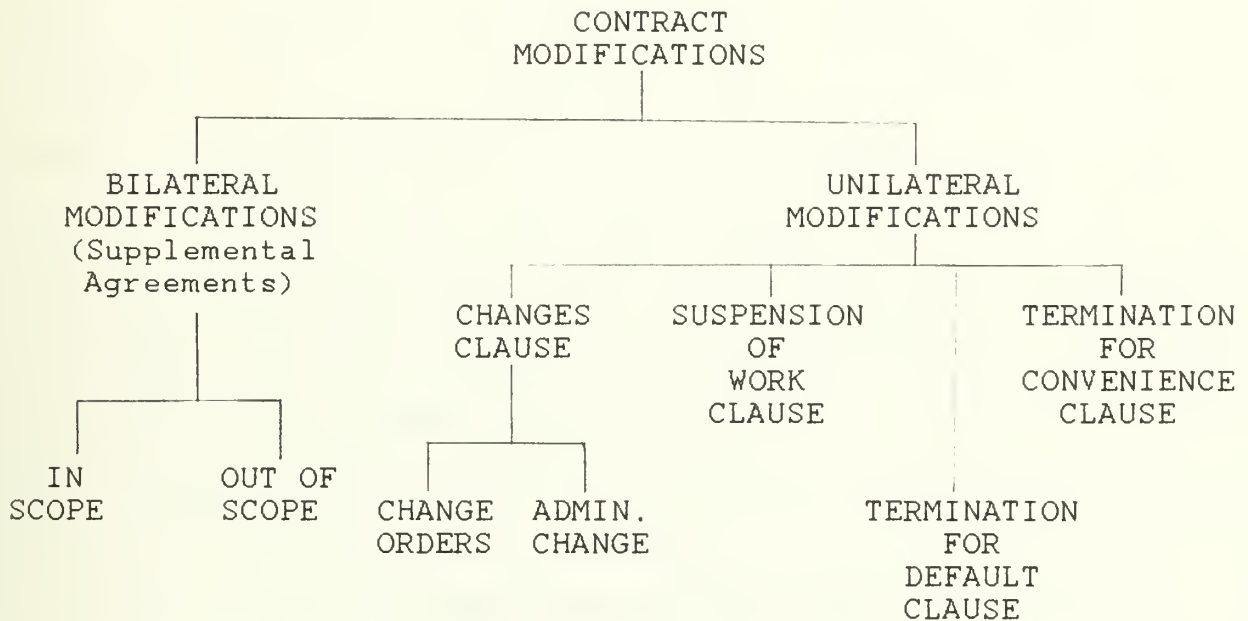 CONTRACT
MODIFICATIONS
BILATERAL
MODIFICATIONS
(Supplemental
Agreements)
UNILATERAL
MODIFICATIONS
CHANGES
CLAUSE
SUSPENSION
OF
WORK
CLAUSE
TERMINATION
FOR
CONVENIENCE
CLAUSE
IN
SCOPE
OUT OF
SCOPE
CHANGE
ORDERS
ADMIN.
CHANGE
TERMINATION
FOR
DEFAULT
CLAUSE